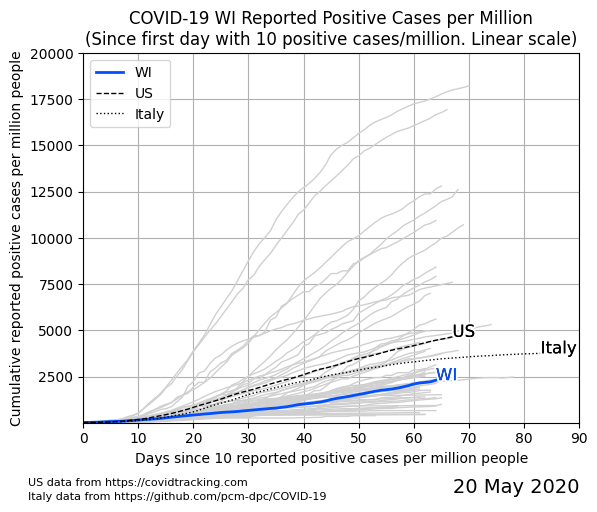 COVID-19 WI Reported Positive Cases per Million
(Since first day with 10 positive cases/million. Linear scale)
Cumulative reported positive cases per million people
20000
17500
15000
12500
10000
7500
5000
2500
WI
US
Italy
US
Italy
WI
0 10 20 30 40 50 60 70 80 90
Days since 10 reported positive cases per million people
US data from https://covidtracking.com
Italy data from https://github.com/pcm-dpc/COVID-19
20 May 2020